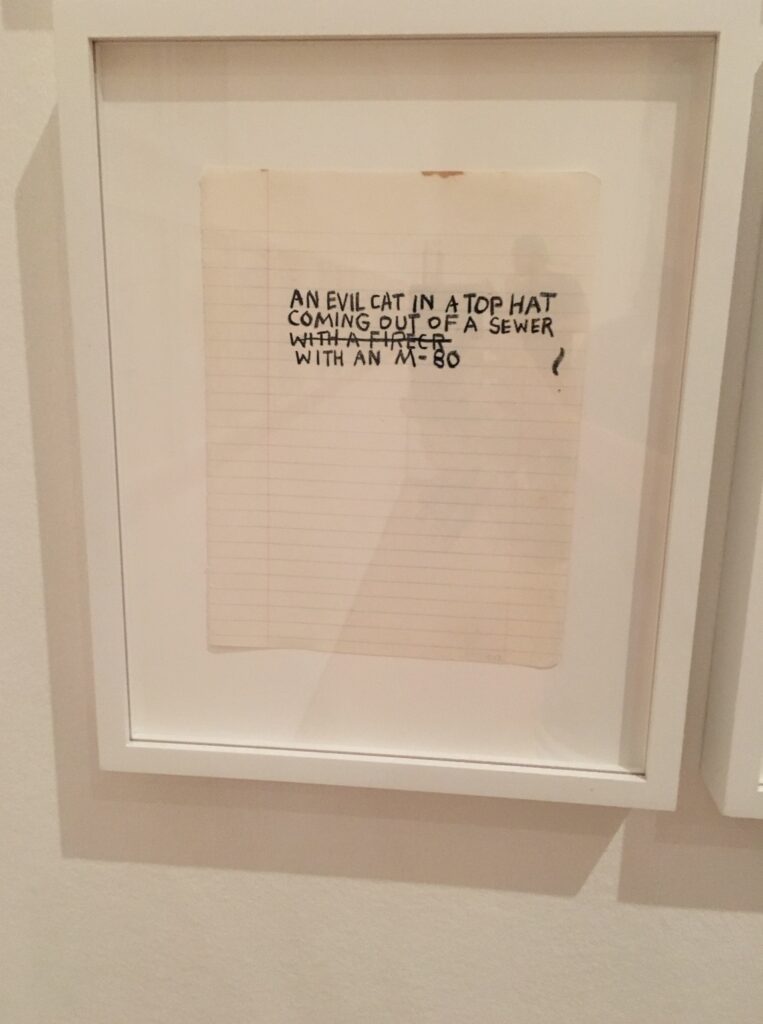 AN EVIL CAT IN A TOP HAT
COMING OUT OF A SEWER
WITH A FIRECR
WITH AN M-80